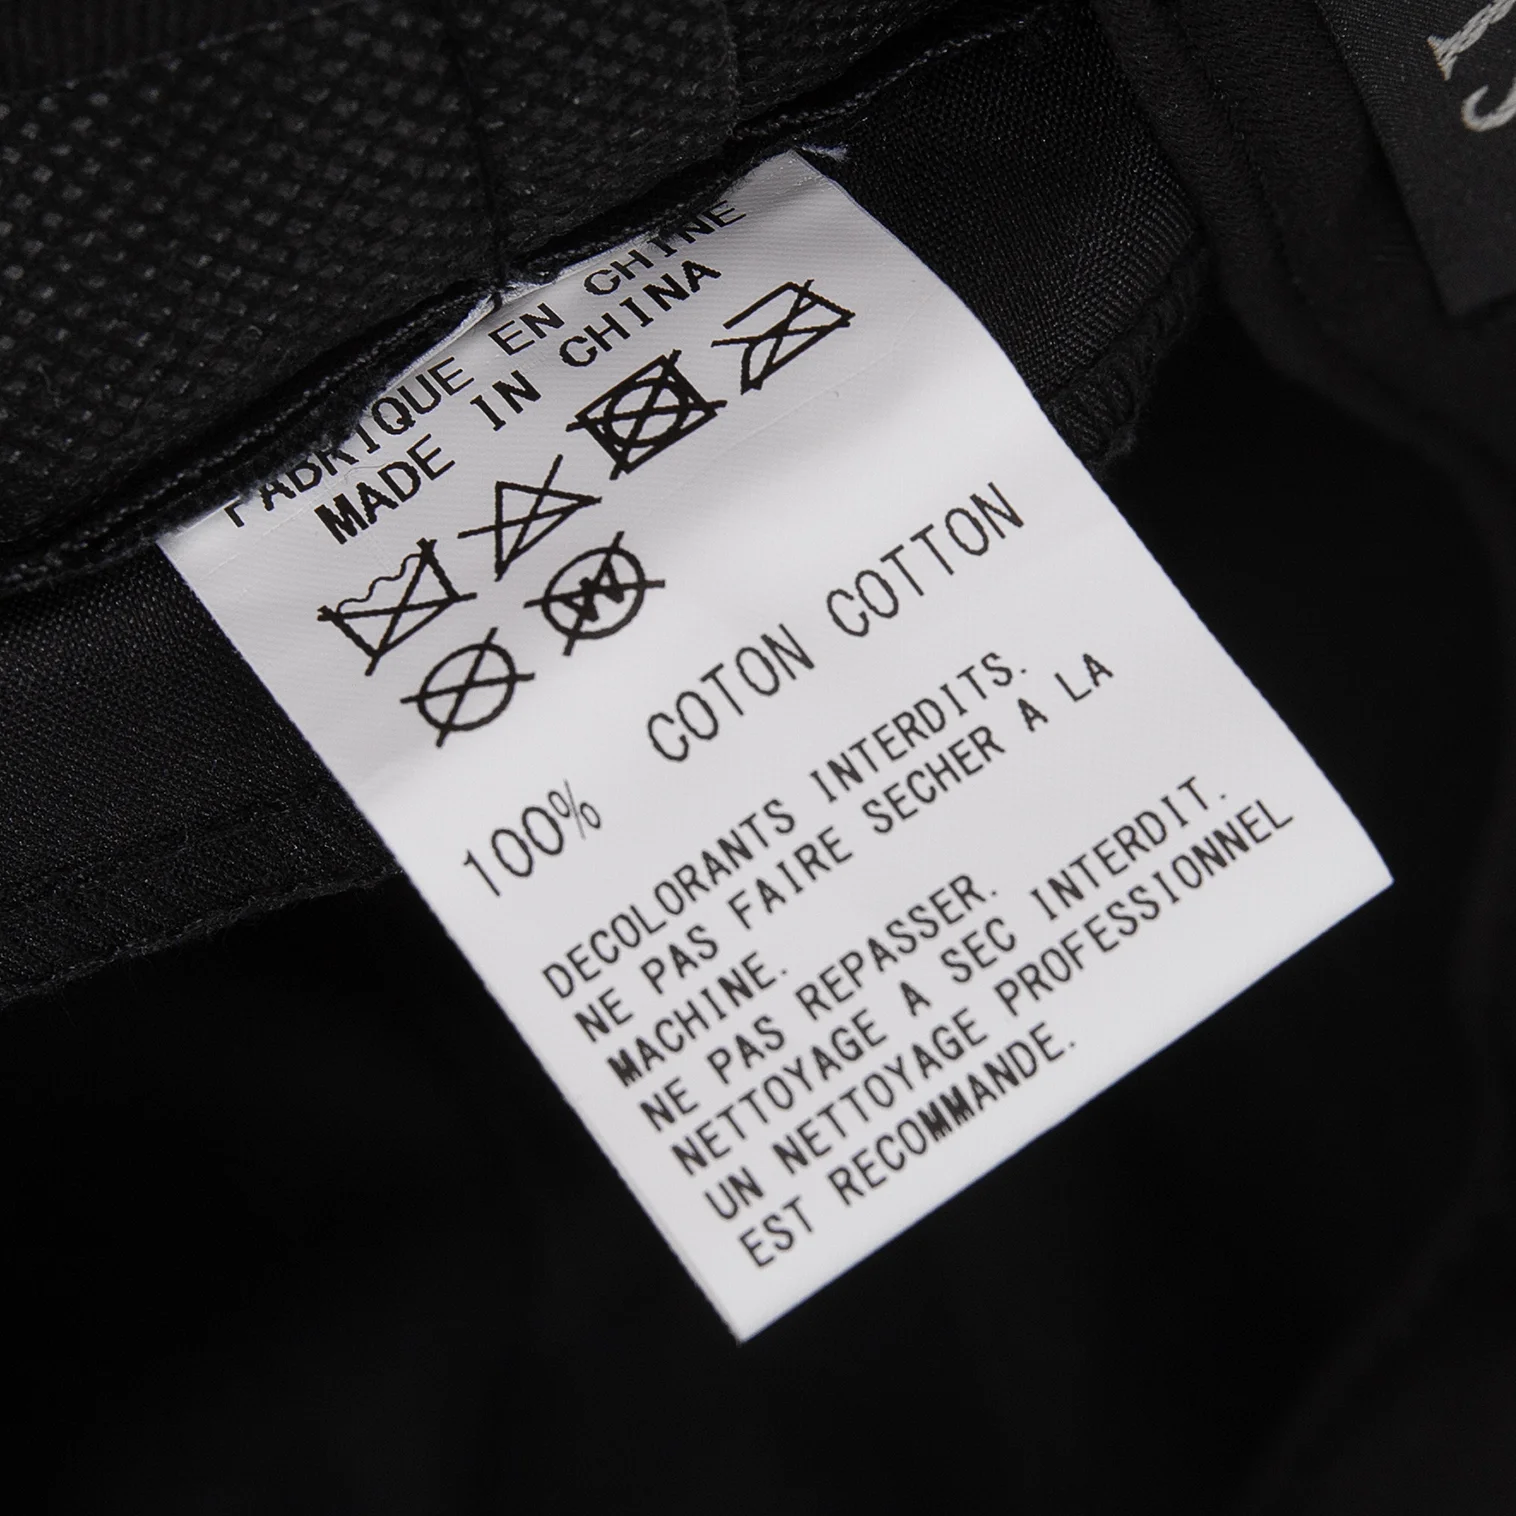 FABRIQUE EN CHINE
MADE IN CHINA
W
100% COTON COTTON
DECOLORANTS INTERDITS.
NE PAS FAIRE SECHER A LA
MACHINE.
NE PAS REPASSER.
NETTOYAGE A SEC INTERDIT.
UN NETTOYAGE PROFESSIONNEL
EST RECOMMANDE.